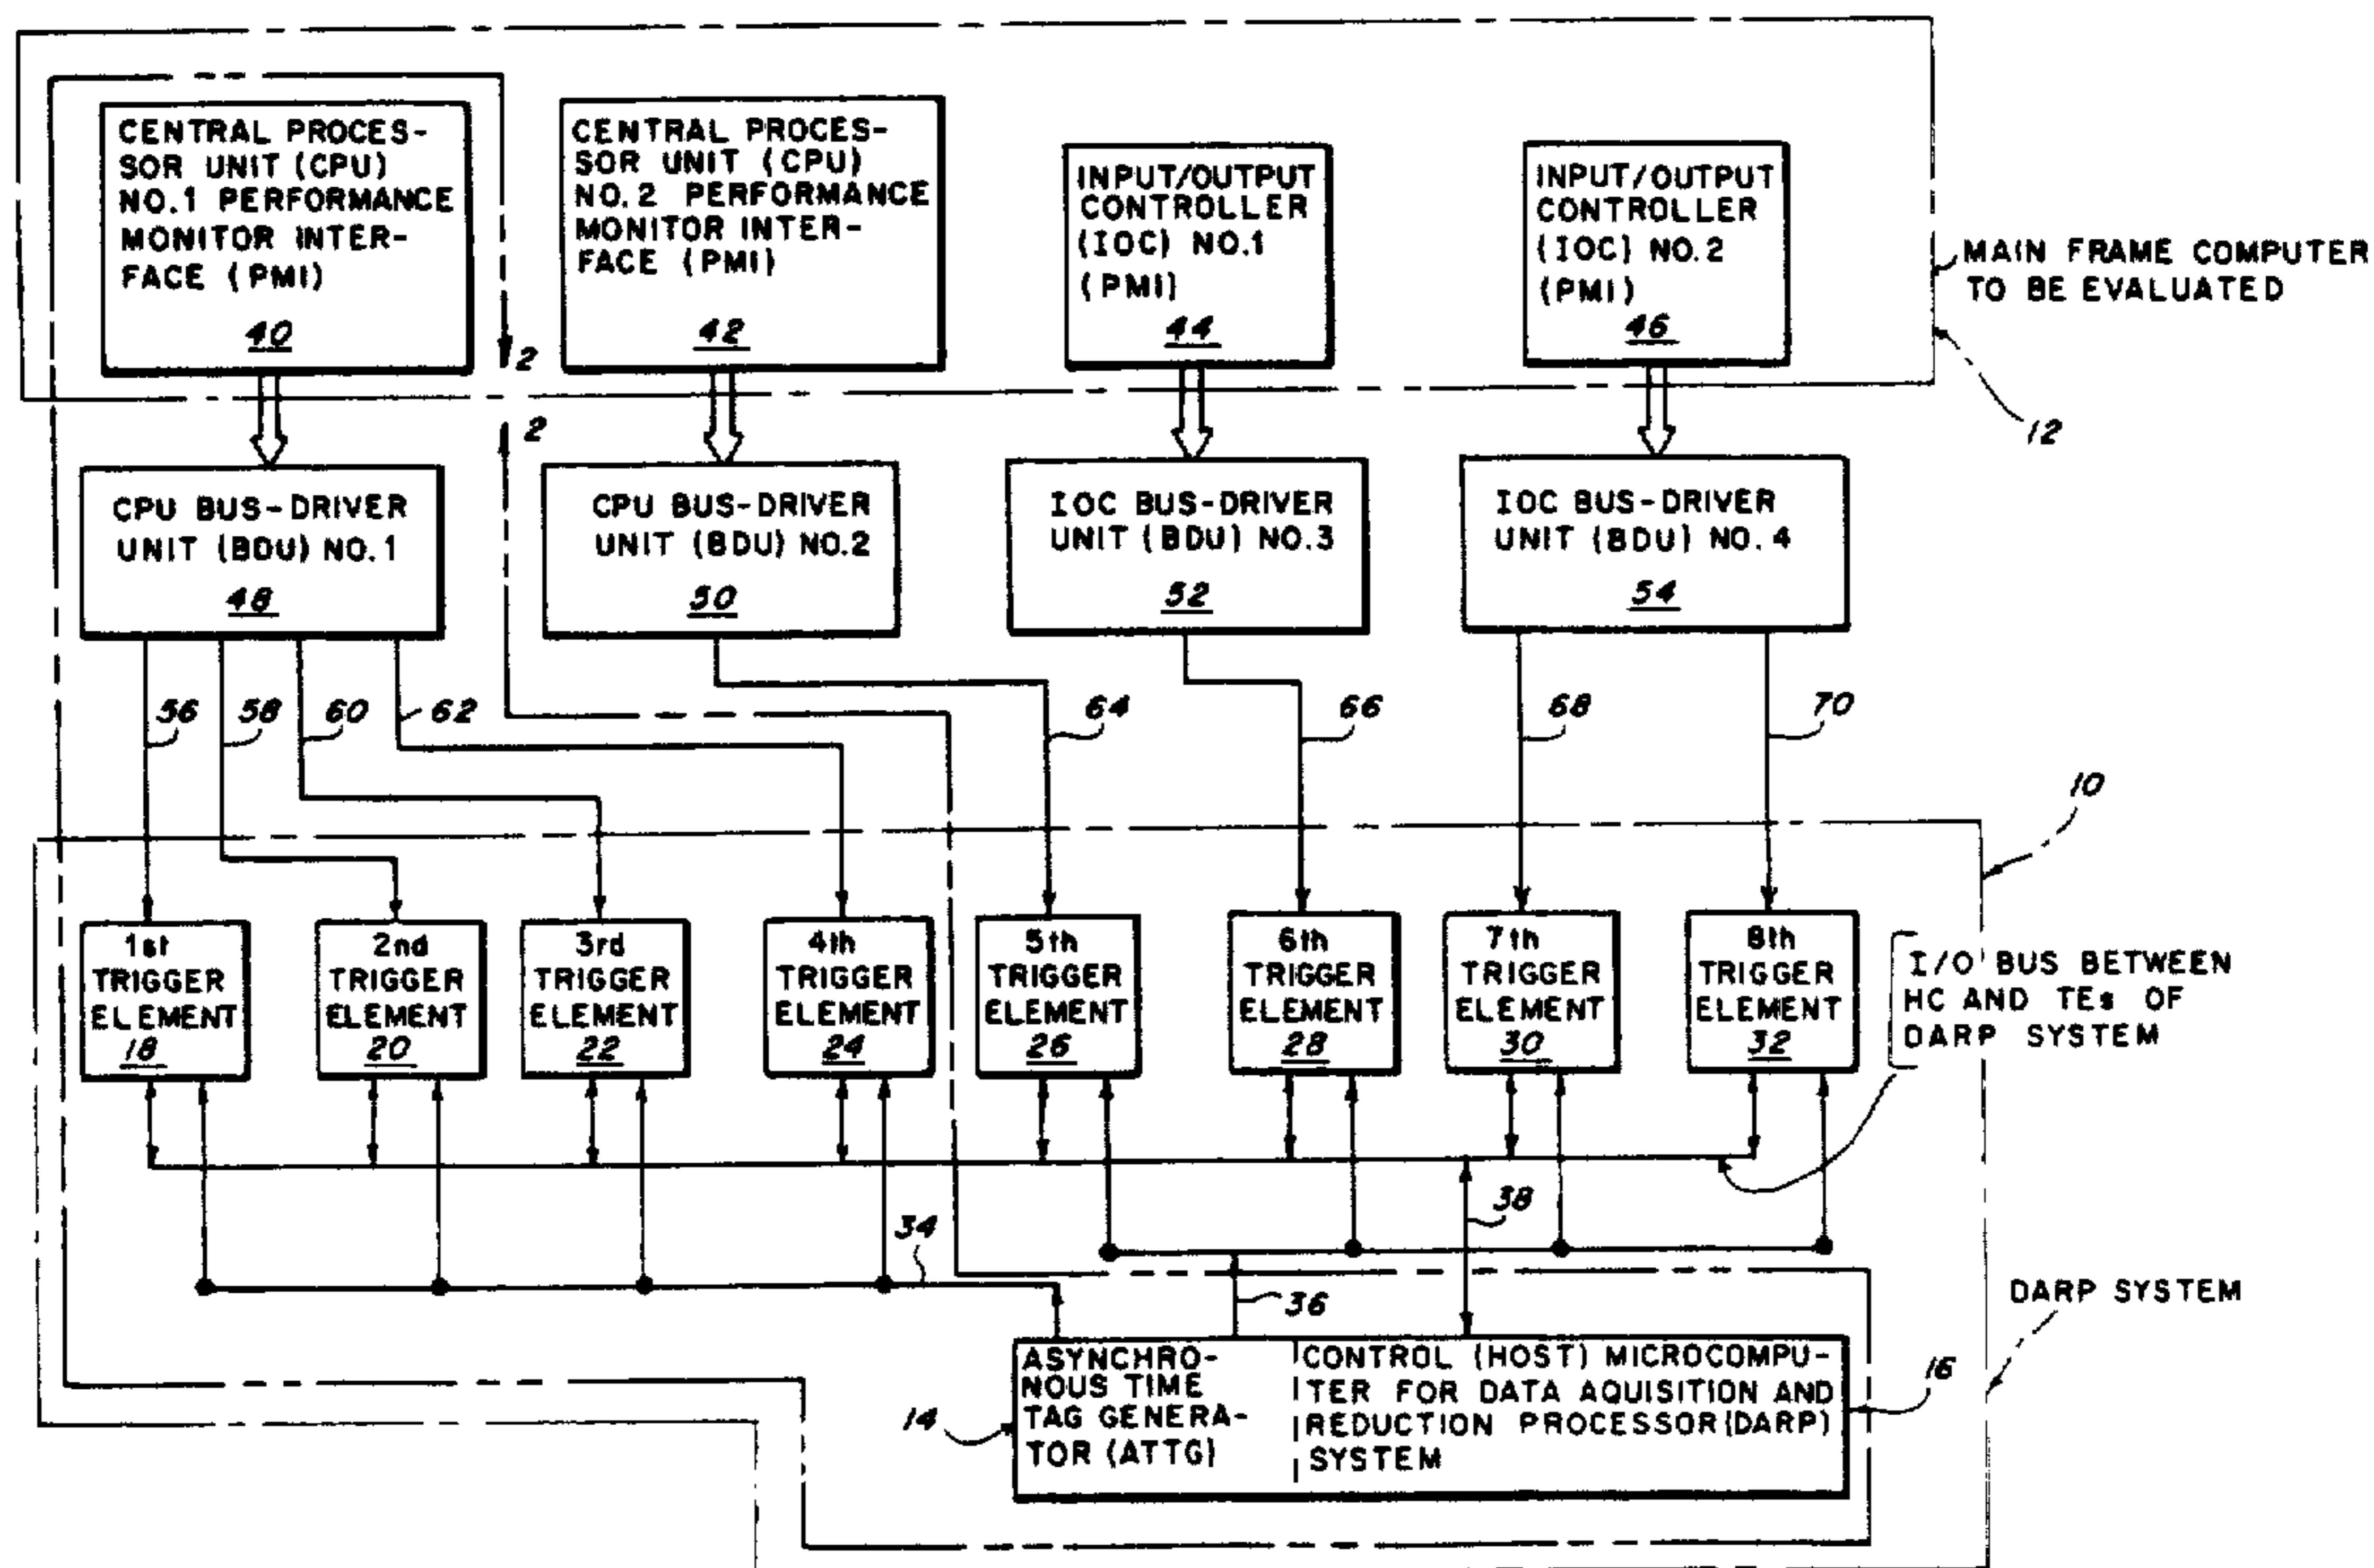 CENTRAL PROCES-
SOR UNIT (CPU)
NO.1 PERFORMANCE
MONITOR INTER-
FACE (PMI)
40
CENTRAL PROCES-
SOR UNIT (CPU)
NO.2 PERFORMANCE
MONITOR INTER-
FACE (PMI)
42
INPUT/OUTPUT
CONTROLLER
(IOC) NO.1
(PMI)
44
INPUT/OUTPUT
CONTROLLER
(IOC) NO.2
(PMI)
46
MAIN FRAME COMPUTER
TO BE EVALUATED
12
2
2
CPU BUS-DRIVER
UNIT (BDU) NO.1
48
CPU BUS-DRIVER
UNIT (BDU) NO.2
50
IOC BUS-DRIVER
UNIT (BDU) NO.3
52
IOC BUS-DRIVER
UNIT (BDU) NO.4
54
56
58
60
62
64
66
68
70
10
1st
TRIGGER
ELEMENT
18
2nd
TRIGGER
ELEMENT
20
3rd
TRIGGER
ELEMENT
22
4th
TRIGGER
ELEMENT
24
5th
TRIGGER
ELEMENT
26
6th
TRIGGER
ELEMENT
28
7th
TRIGGER
ELEMENT
30
8th
TRIGGER
ELEMENT
32
I/O BUS BETWEEN
HC AND TEs OF
DARP SYSTEM
34
36
38
DARP SYSTEM
ASYNCHRO-
NOUS TIME
TAG GENERA-
TOR (ATTG)
14
CONTROL (HOST) MICROCOMPU-
TER FOR DATA AQUISITION AND
REDUCTION PROCESSOR(DARP)
SYSTEM
16